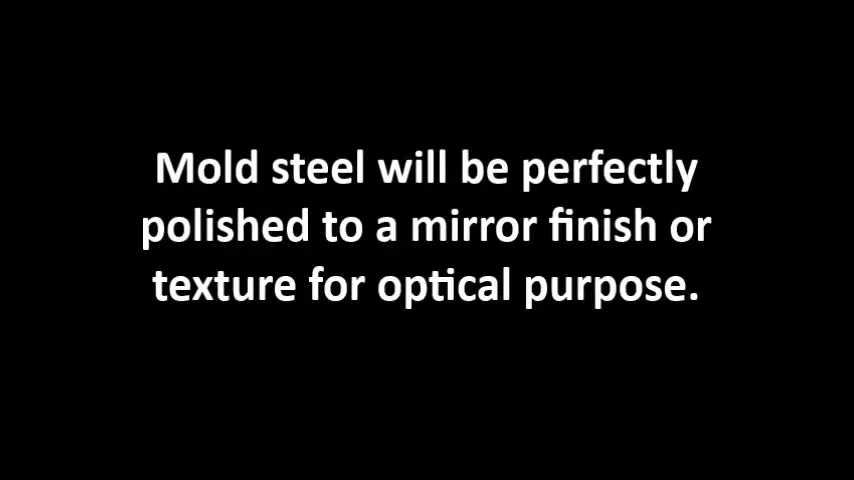 Mold steel will be perfectly
polished to a mirror finish or
texture for optical purpose.